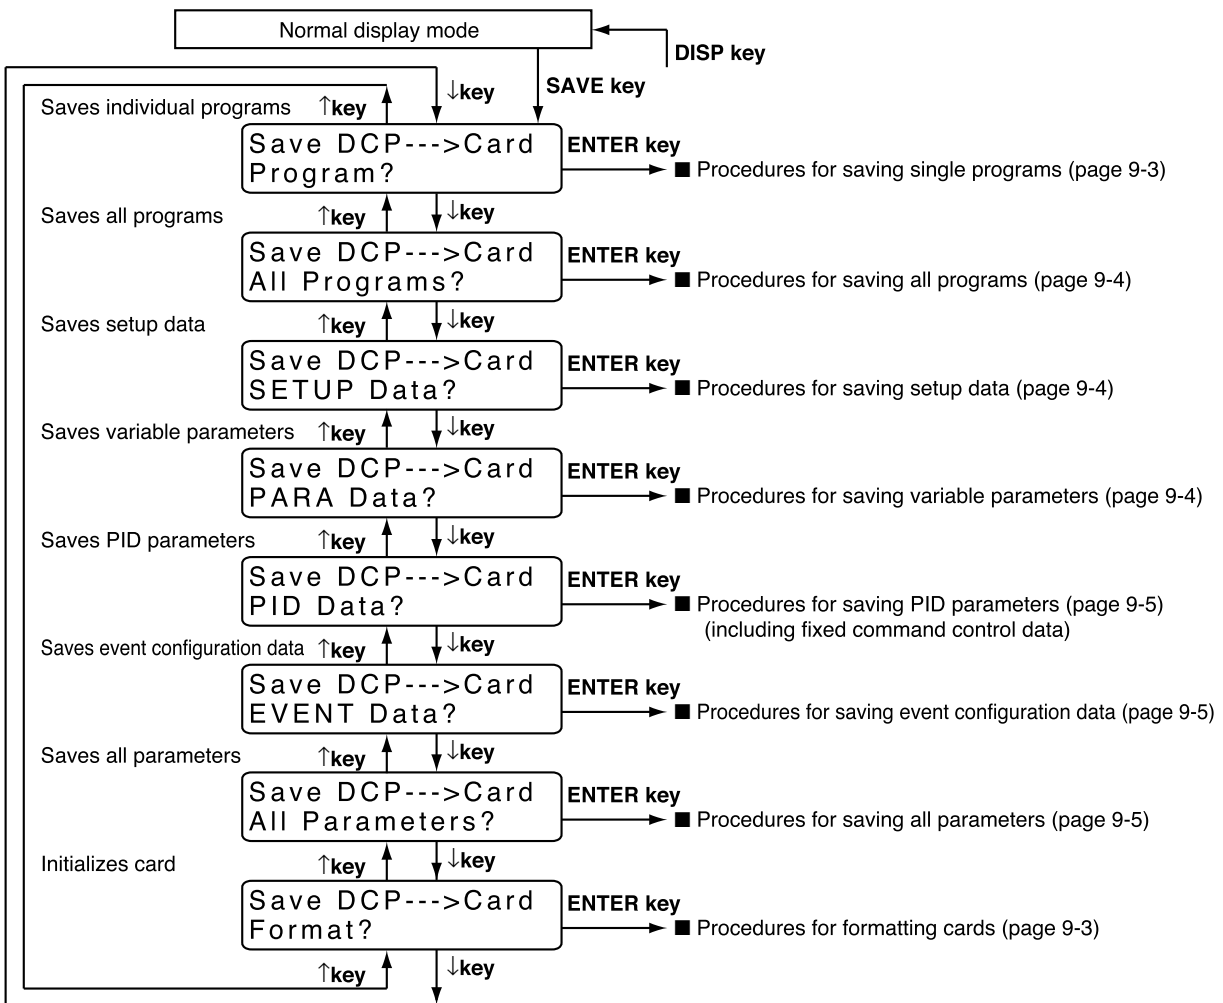 Normal display mode
DISP key
SAVE key
↑key ↓key
Saves individual programs
Save DCP--->Card
Program?
ENTER key
■ Procedures for saving single programs (page 9-3)
Saves all programs
↑key ↓key
Save DCP--->Card
All Programs?
ENTER key
■ Procedures for saving all programs (page 9-4)
Saves setup data
↑key ↓key
Save DCP--->Card
SETUP Data?
ENTER key
■ Procedures for saving setup data (page 9-4)
Saves variable parameters
↑key ↓key
Save DCP--->Card
PARA Data?
ENTER key
■ Procedures for saving variable parameters (page 9-4)
Saves PID parameters
↑key ↓key
Save DCP--->Card
PID Data?
ENTER key
■ Procedures for saving PID parameters (page 9-5)
(including fixed command control data)
Saves event configuration data
↑key ↓key
Save DCP--->Card
EVENT Data?
ENTER key
■ Procedures for saving event configuration data (page 9-5)
Saves all parameters
↑key ↓key
Save DCP--->Card
All Parameters?
ENTER key
■ Procedures for saving all parameters (page 9-5)
Initializes card
↑key ↓key
Save DCP--->Card
Format?
ENTER key
■ Procedures for formatting cards (page 9-3)
↑key ↓key